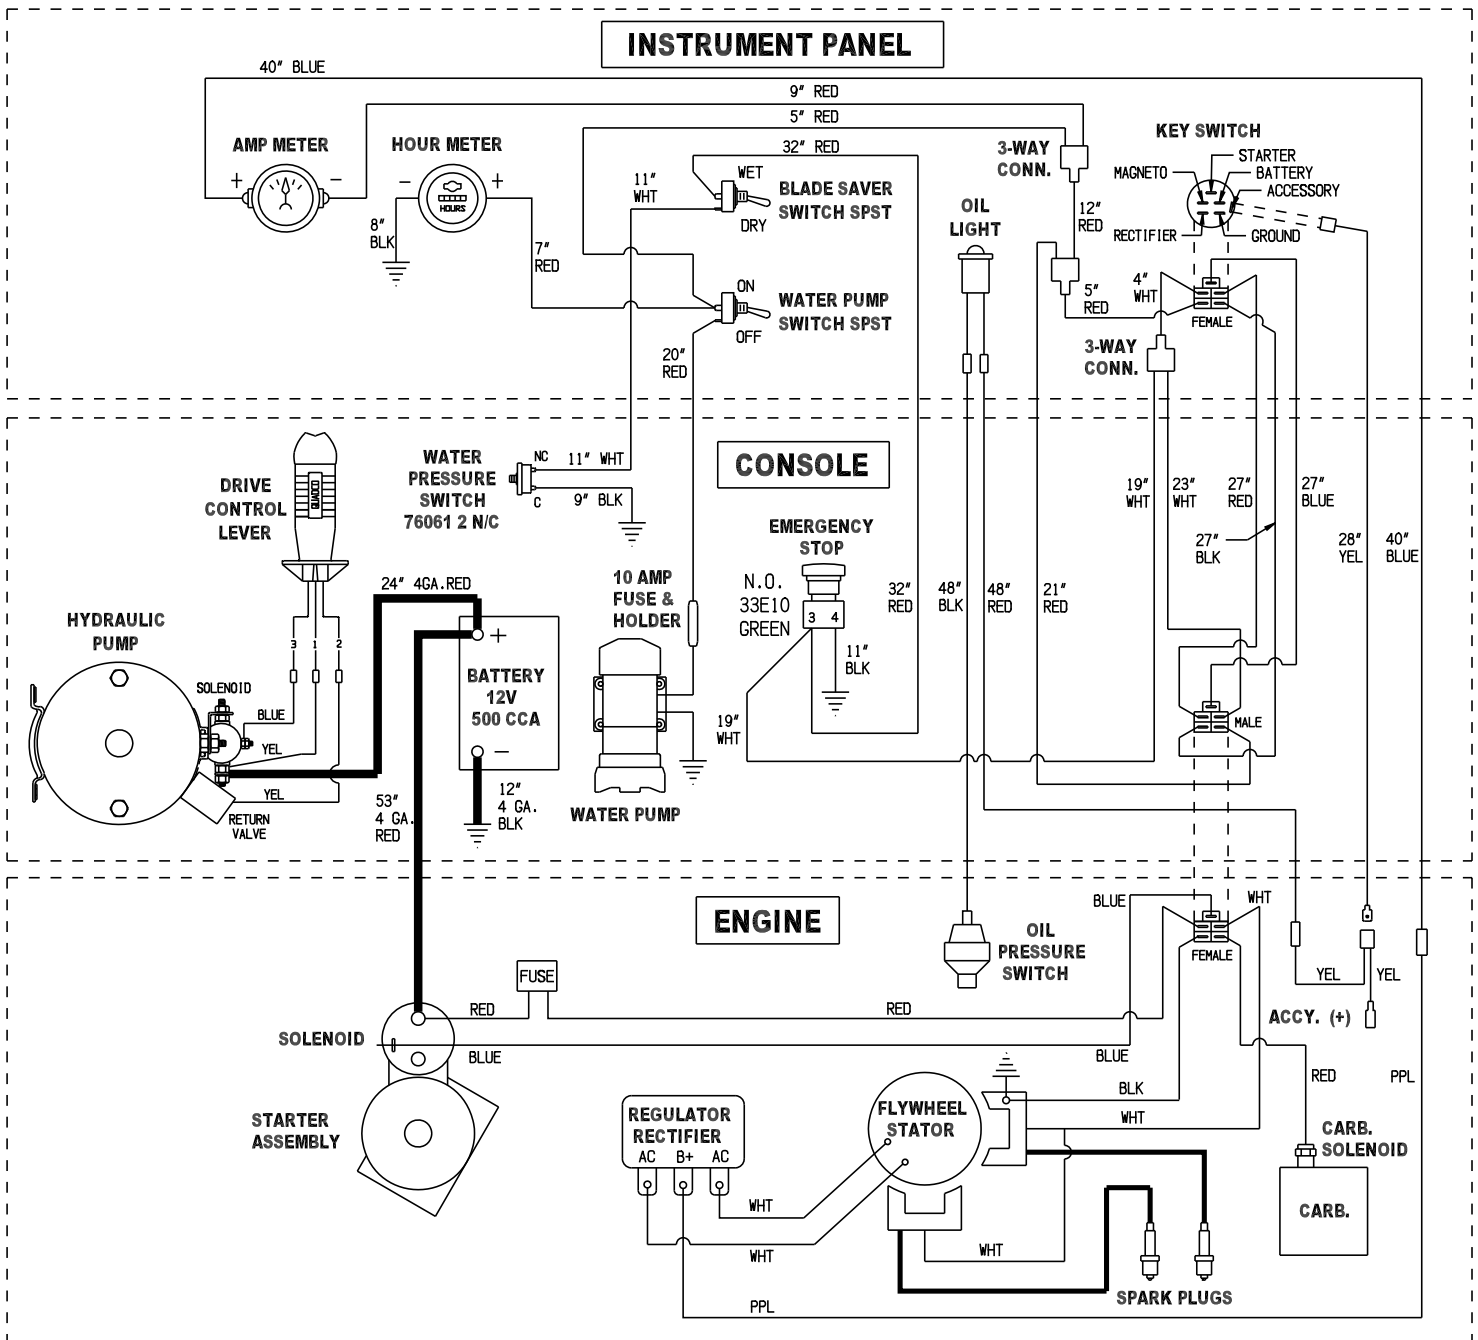 INSTRUMENT PANEL
40" BLUE
9" RED
5" RED
32" RED
AMP METER
+
-
HOUR METER
-
+
HOURS
8"
BLK
7"
RED
11"
WHT
WET
DRY
BLADE SAVER
SWITCH SPST
ON
OFF
WATER PUMP
SWITCH SPST
20"
RED
3-WAY
CONN.
OIL
LIGHT
12"
RED
5"
RED
KEY SWITCH
STARTER
MAGNETO
BATTERY
ACCESSORY
RECTIFIER
GROUND
4"
WHT
FEMALE
3-WAY
CONN.
CONSOLE
DRIVE
CONTROL
LEVER
QUADCO
WATER
PRESSURE
SWITCH
76061 2 N/C
NC
C
11" WHT
9" BLK
EMERGENCY
STOP
N.O.
33E10
GREEN
3 4
11"
BLK
32"
RED
48"
BLK
48"
RED
21"
RED
19"
WHT
23"
WHT
27"
RED
27"
BLUE
27"
BLK
28"
YEL
40"
BLUE
24" 4GA.RED
10 AMP
FUSE &
HOLDER
HYDRAULIC
PUMP
3 1 2
SOLENOID
BLUE
YEL
YEL
RETURN
VALVE
+
BATTERY
12V
500 CCA
-
53"
4 GA.
RED
12"
4 GA.
BLK
WATER PUMP
19"
WHT
MALE
ENGINE
BLUE
WHT
FEMALE
OIL
PRESSURE
SWITCH
YEL
YEL
ACCY. (+)
FUSE
RED
RED
SOLENOID
BLUE
BLUE
STARTER
ASSEMBLY
REGULATOR
RECTIFIER
AC B+ AC
FLYWHEEL
STATOR
BLK
WHT
RED
PPL
CARB.
SOLENOID
CARB.
WHT
WHT
WHT
SPARK PLUGS
PPL